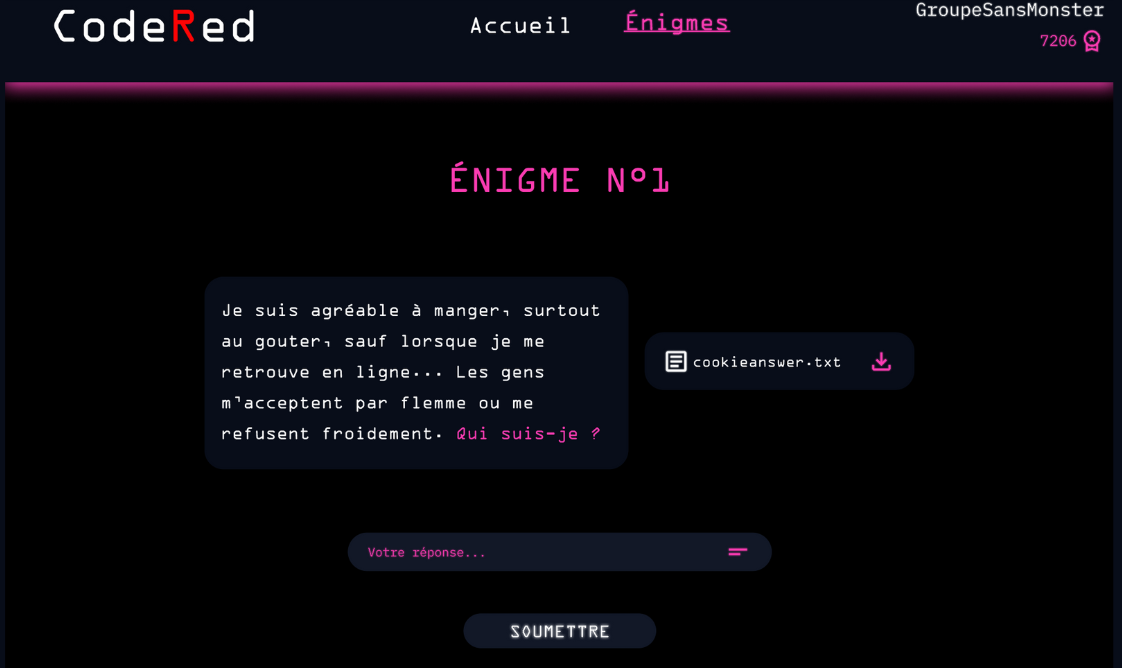 CodeRed
Accueil
Énigmes
GroupeSansMonster
7206
ÉNIGME N°1
Je suis agréable à manger, surtout
au gouter, sauf lorsque je me
retrouve en ligne... Les gens
m'acceptent par flemme ou me
refusent froidement. Qui suis-je ?
cookieanswer.txt
Votre réponse...
SOUMETTRE